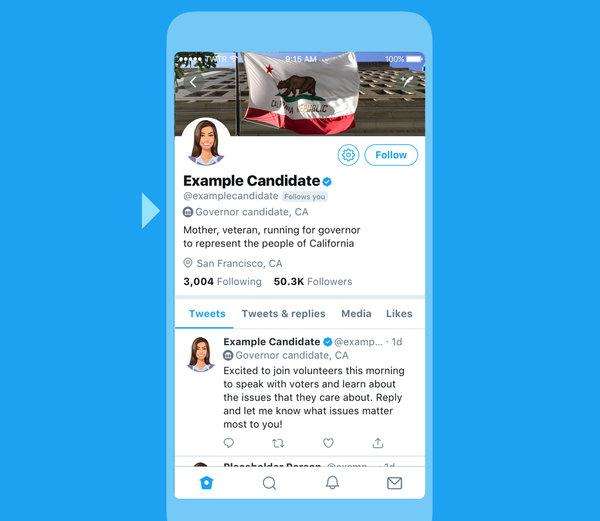 TWTR 9:15 AM 100%
CALIFORNIA REPUBLIC
Follow
Example Candidate
@examplecandidate Follows you
Governor candidate, CA
Mother, veteran, running for governor
to represent the people of California
San Francisco, CA
3,004 Following 50.3K Followers
Tweets Tweets & replies Media Likes
Example Candidate @examp... · 1d
Governor candidate, CA
Excited to join volunteers this morning
to speak with voters and learn about
the issues that they care about. Reply
and let me know what issues matter
most to you!
Placeholder Person @examp... · 1d